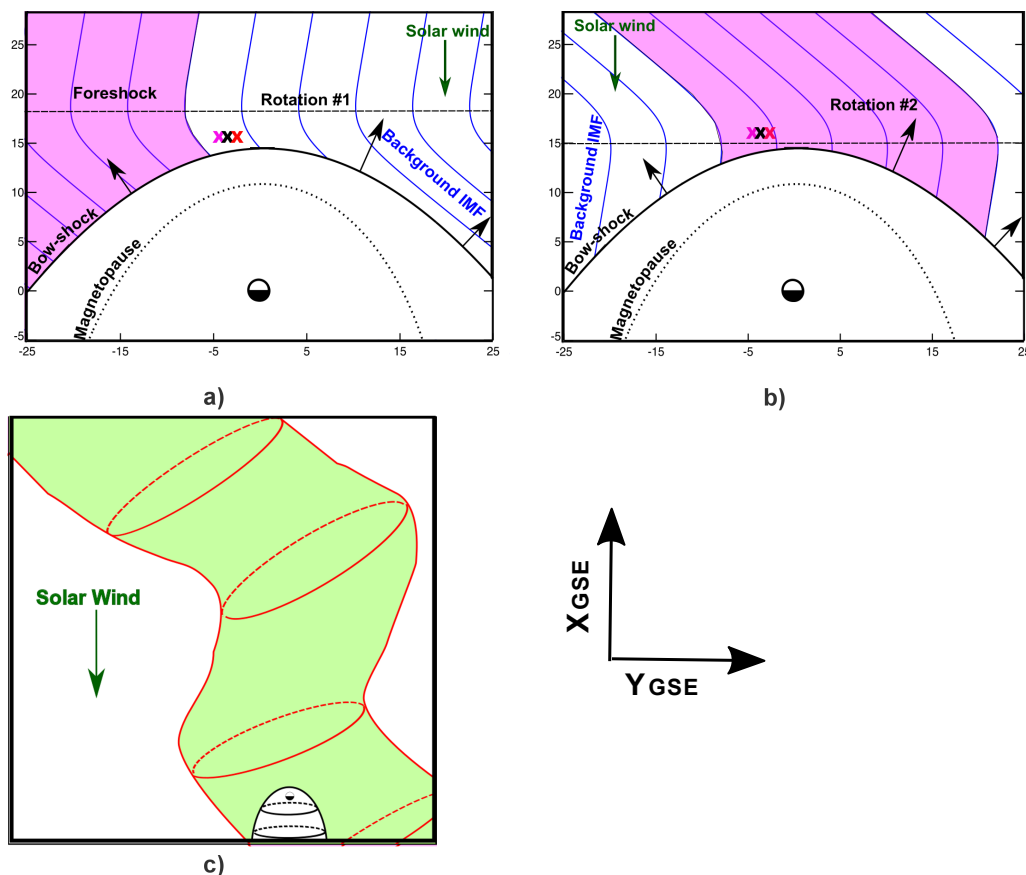 Solar wind
Foreshock
Rotation #1
XXX
Background IMF
Bow-shock
Magnetopause
25
20
15
10
5
0
-5
-25
-15
-5
5
15
25
a)
Solar wind
Rotation #2
XXX
Background IMF
Bow-shock
Magnetopause
25
20
15
10
5
0
-5
-25
-15
-5
5
15
25
b)
Solar Wind
c)
XGSE
YGSE